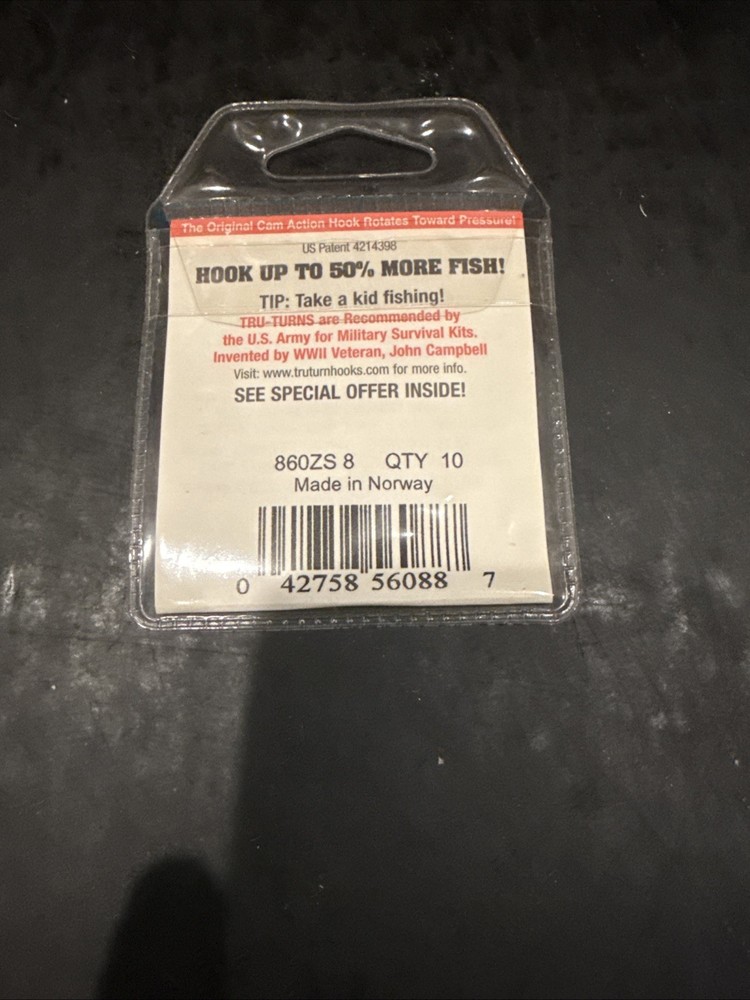 The Original Cam Action Hook Rotates Toward Pressure!
US Patent 4214398
HOOK UP TO 50% MORE FISH!
TIP: Take a kid fishing!
TRU-TURNS are Recommended by
the U.S. Army for Military Survival Kits.
Invented by WWII Veteran, John Campbell
Visit: www.truturnhooks.com for more info.
SEE SPECIAL OFFER INSIDE!
860ZS 8 QTY 10
Made in Norway
0 42758 56088 7